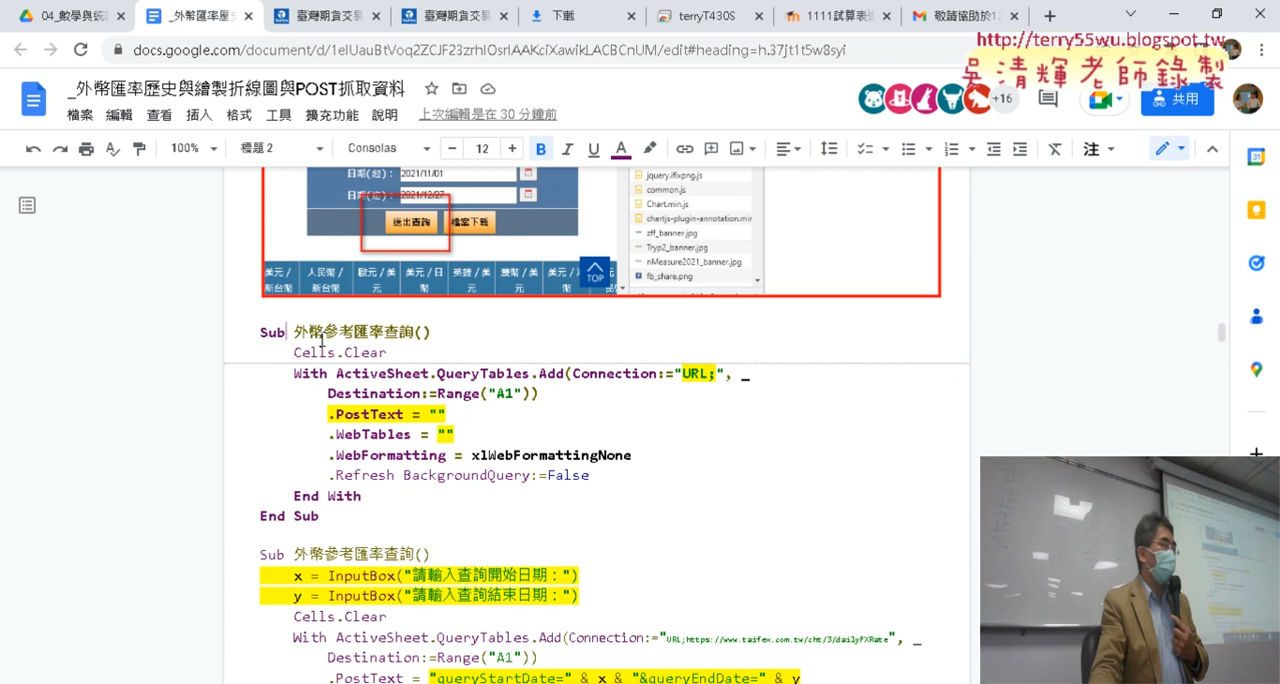 04_數學與統
_外幣匯率歷史
臺灣期貨交易
臺灣期貨交易
下載
terryT430S
1111試算表進
敬請協助於12
docs.google.com/document/d/1eIUauBtVoq2ZCJF23zrhIOsrIAAKciXawikLACBCnUM/edit#heading=h.37jt1t5w8syi
http://terry55wu.blogspot.tw
吳清輝老師錄製
_外幣匯率歷史與繪製折線圖與POST抓取資料
+16
共用
檔案 編輯 查看 插入 格式 工具 擴充功能 說明 上次編輯是在 30 分鐘前
100% 標題 2 Consolas 12 B I U A 注
日期(起): 2021/11/01
日期(迄): 2021/12/27
送出查詢 檔案下載
美元 / 新台幣
人民幣 / 新台幣
歐元 / 美元
美元 / 日幣
英鎊 / 美元
澳幣 / 美元
TOP
jquery.ifixpng.js
common.js
Chart.min.js
chartjs-plugin-annotation.min
zff_banner.jpg
Tryp2_banner.jpg
nMeasure2021_banner.jpg
fb_share.png
Sub 外幣參考匯率查詢()
Cells.Clear
With ActiveSheet.QueryTables.Add(Connection:="URL;", _
Destination:=Range("A1"))
.PostText = ""
.WebTables = ""
.WebFormatting = xlWebFormattingNone
.Refresh BackgroundQuery:=False
End With
End Sub
Sub 外幣參考匯率查詢()
x = InputBox("請輸入查詢開始日期：")
y = InputBox("請輸入查詢結束日期：")
Cells.Clear
With ActiveSheet.QueryTables.Add(Connection:="URL;https://www.taifex.com.tw/cht/3/dailyFXRate", _
Destination:=Range("A1"))
.PostText = "queryStartDate=" & x & "&queryEndDate=" & y